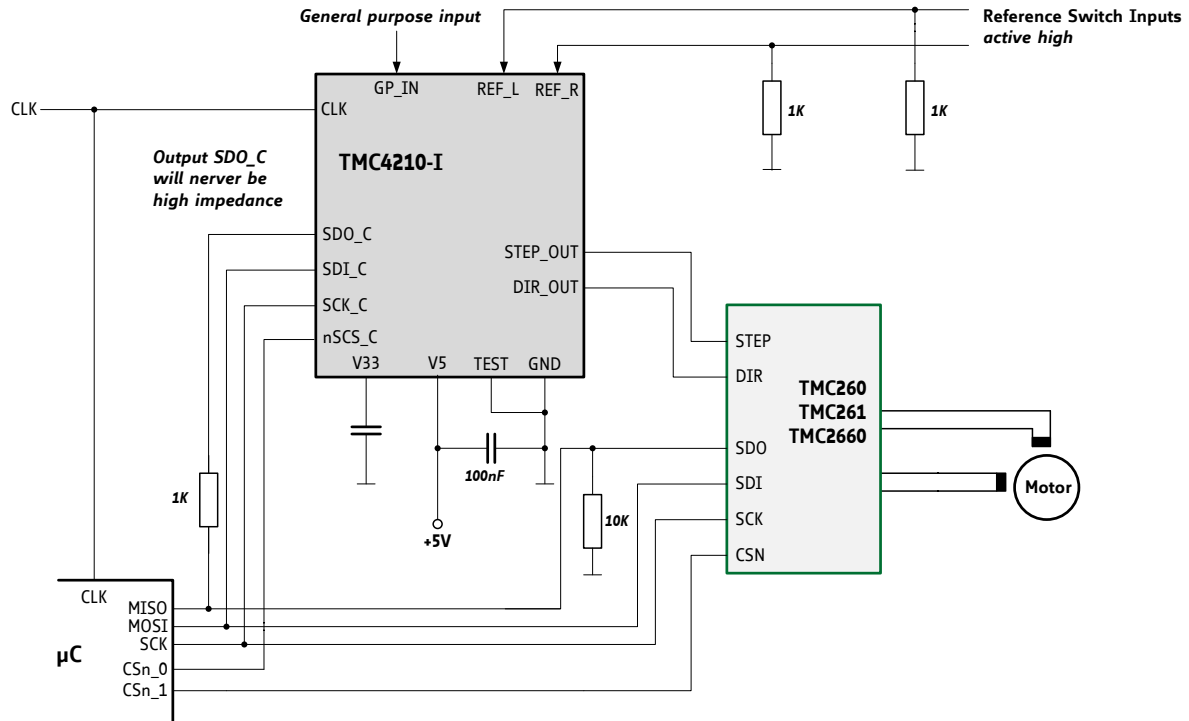 General purpose input
Reference Switch Inputs
active high
GP_IN
REF_L
REF_R
1K
1K
CLK
CLK
Output SDO_C
will nerver be
high impedance
TMC4210-I
SDO_C
SDI_C
SCK_C
nSCS_C
STEP_OUT
DIR_OUT
V33
V5
TEST
GND
100nF
+5V
1K
10K
STEP
DIR
TMC260
TMC261
TMC2660
SDO
SDI
SCK
CSN
Motor
CLK
MISO
MOSI
SCK
CSn_0
CSn_1
µC